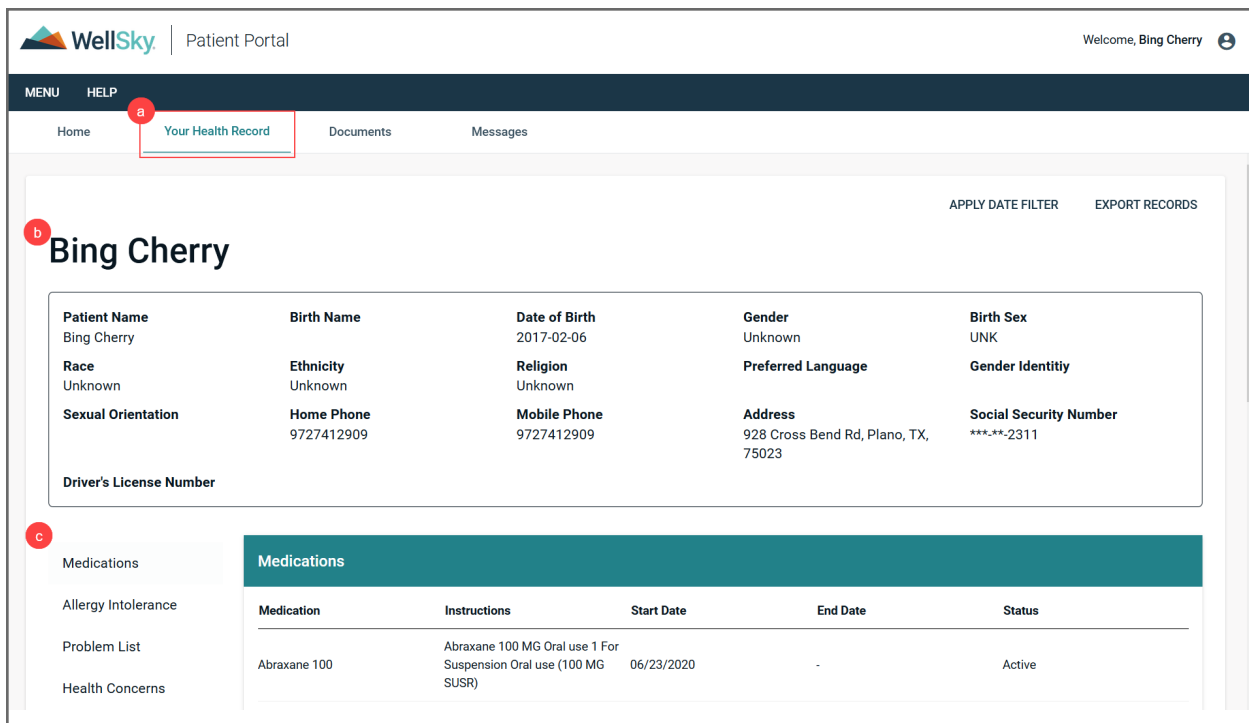 WellSky Patient Portal Welcome, Bing Cherry
MENU HELP
a
Home Your Health Record Documents Messages
APPLY DATE FILTER EXPORT RECORDS
b
Bing Cherry
Patient Name Birth Name Date of Birth Gender Birth Sex
Bing Cherry 2017-02-06 Unknown UNK
Race Ethnicity Religion Preferred Language Gender Identitiy
Unknown Unknown Unknown
Sexual Orientation Home Phone Mobile Phone Address Social Security Number
9727412909 9727412909 928 Cross Bend Rd, Plano, TX, ***-**-2311
75023
Driver's License Number
c
Medications Medications
Allergy Intolerance Medication Instructions Start Date End Date Status
Problem List Abraxane 100 MG Oral use 1 For
Abraxane 100 Suspension Oral use (100 MG 06/23/2020 - Active
Health Concerns SUSR)